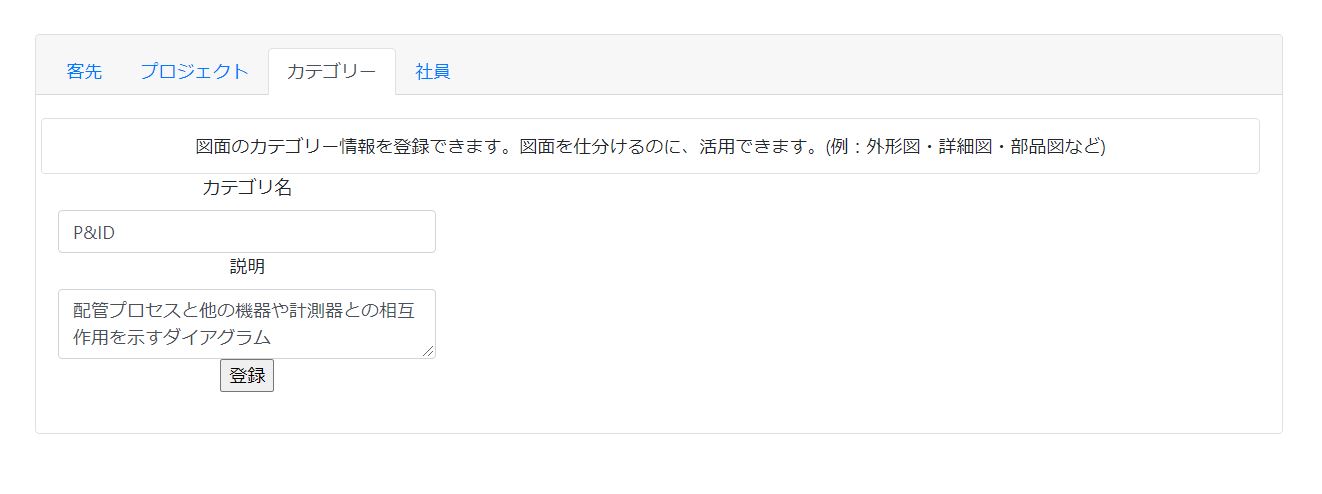 客先 プロジェクト カテゴリー 社員
図面のカテゴリー情報を登録できます。図面を仕分けるのに、活用できます。(例：外形図・詳細図・部品図など)
カテゴリ名
P&ID
説明
配管プロセスと他の機器や計測器との相互
作用を示すダイアグラム
登録